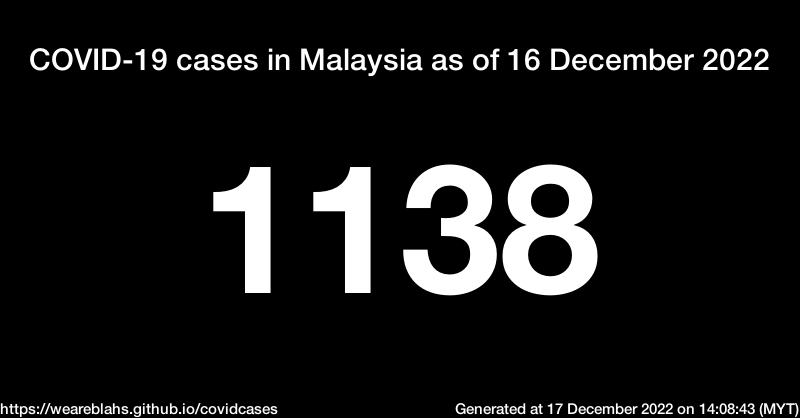 COVID-19 cases in Malaysia as of 16 December 2022
1138
https://weareblahs.github.io/covidcases
Generated at 17 December 2022 on 14:08:43 (MYT)